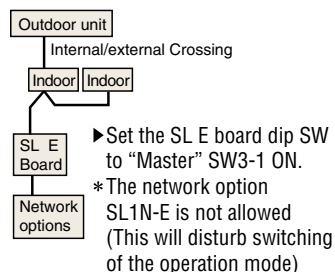 Outdoor unit
Internal/external Crossing
Indoor Indoor
SL E
Board
▶Set the SL E board dip SW
to “Master” SW3-1 ON.
Network
options
*The network option
SL1N-E is not allowed
(This will disturb switching
of the operation mode)